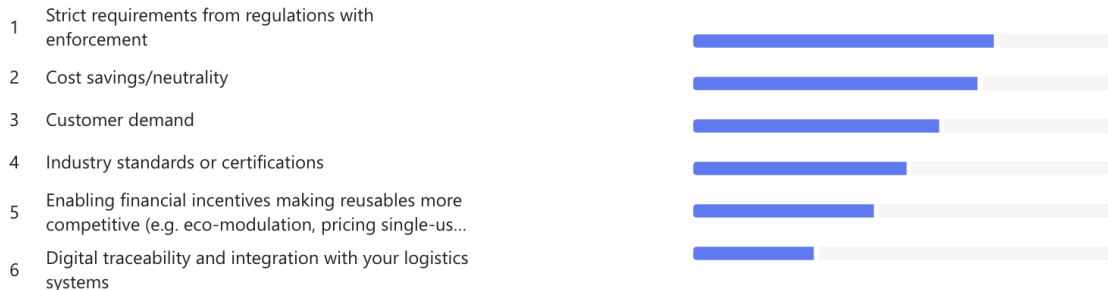 1 Strict requirements from regulations with
enforcement
2 Cost savings/neutrality
3 Customer demand
4 Industry standards or certifications
5 Enabling financial incentives making reusables more
competitive (e.g. eco-modulation, pricing single-us...
6 Digital traceability and integration with your logistics
systems